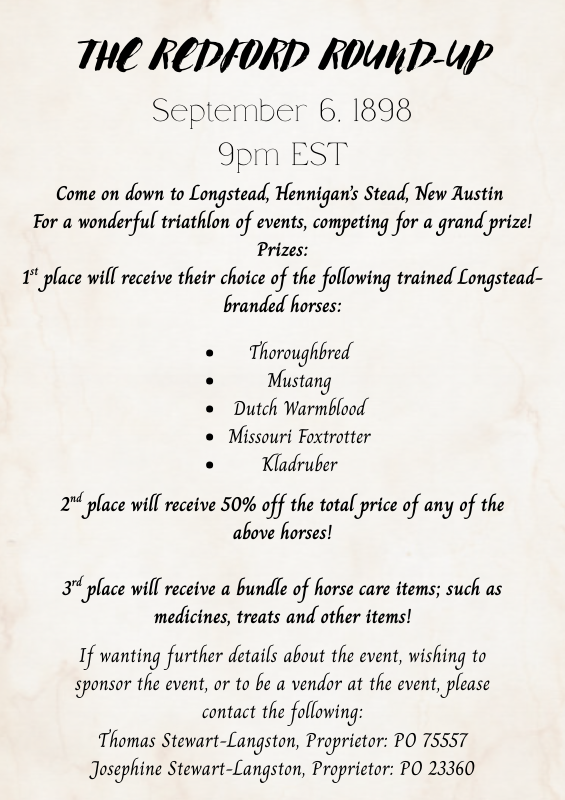 THE REDFORD ROUND-UP
September 6, 1898
9pm EST
Come on down to Longstead, Hennigan's Stead, New Austin
For a wonderful triathlon of events, competing for a grand prize!
Prizes:
1st place will receive their choice of the following trained Longstead-
branded horses:
• Thoroughbred
• Mustang
• Dutch Warmblood
• Missouri Foxtrotter
• Kladruber
2nd place will receive 50% off the total price of any of the
above horses!
3rd place will receive a bundle of horse care items; such as
medicines, treats and other items!
If wanting further details about the event, wishing to
sponsor the event, or to be a vendor at the event, please
contact the following:
Thomas Stewart-Langston, Proprietor: PO 75557
Josephine Stewart-Langston, Proprietor: PO 23360